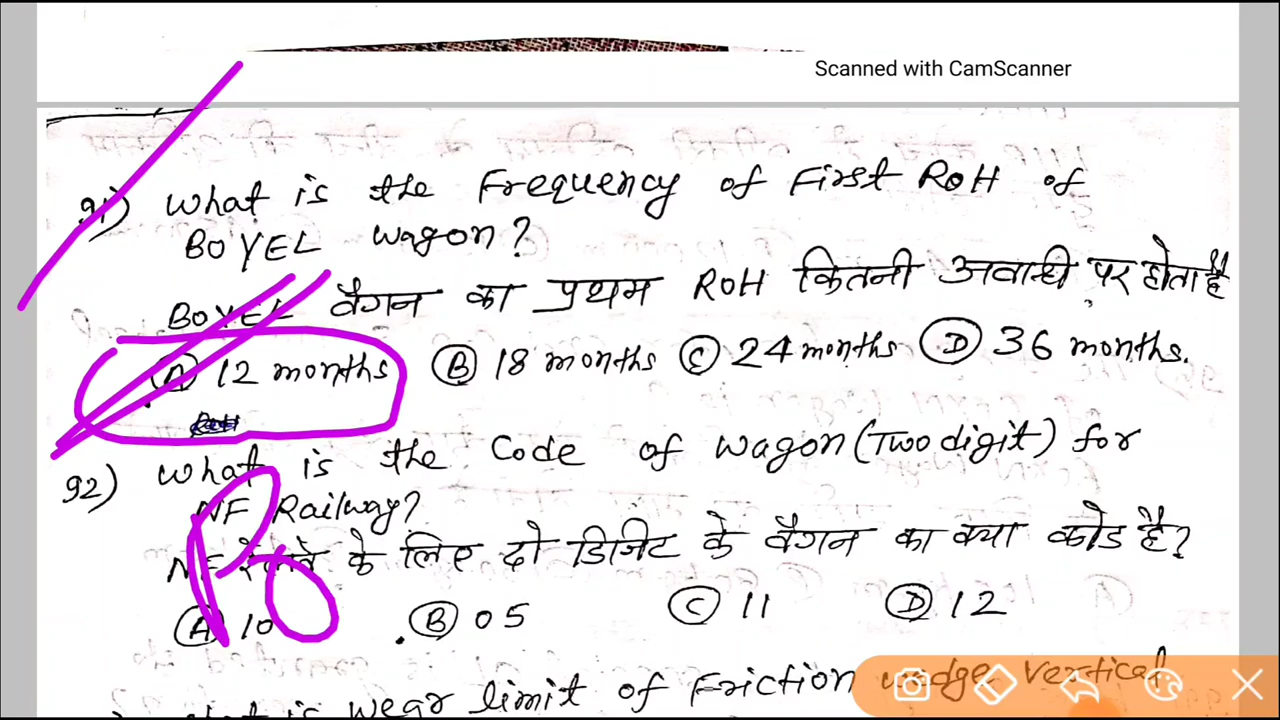 Scanned with CamScanner
91) What is the Frequency of First ROH of
BOYEL wagon?
BOYEL वैगन का प्रथम ROH कितनी अवाधी पर होता है
(A) 12 months (B) 18 months (C) 24 months (D) 36 months.
ROH
92) What is the Code of wagon (Two digit) for
NF Railway?
NF रेलवे के लिए दो डिजिट के वैगन का क्या कोड है?
(A) 10 (B) 05 (C) 11 (D) 12
is wear limit of Friction wedge vertical